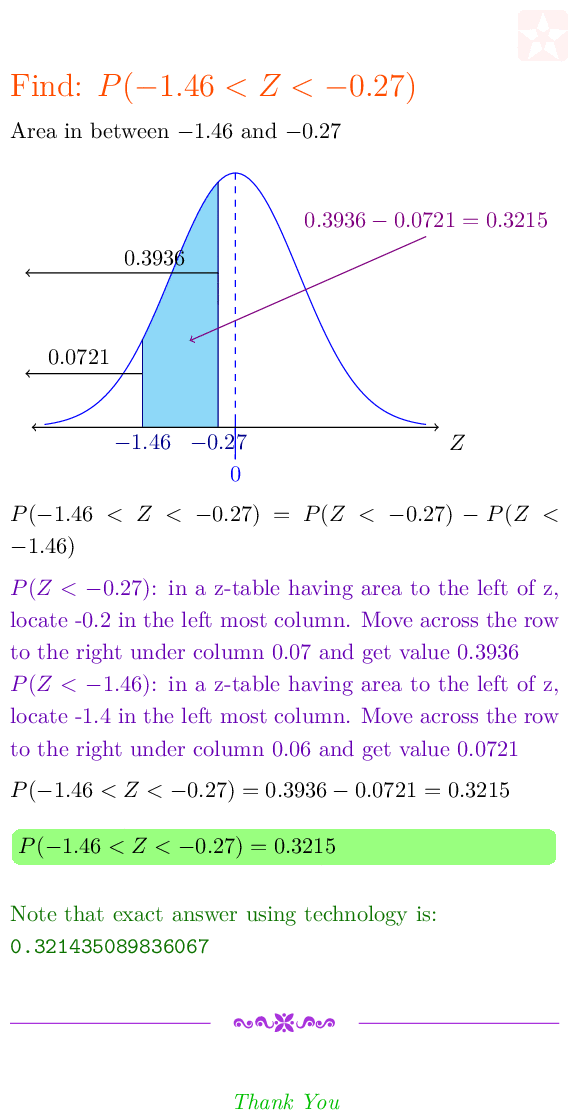 Find: P(−1.46 < Z < −0.27)
Area in between −1.46 and −0.27
0.3936 − 0.0721 = 0.3215
0.3936
0.0721
−1.46 −0.27
Z
0
P(−1.46 < Z < −0.27) = P(Z < −0.27) − P(Z <
−1.46)
P(Z < −0.27): in a z-table having area to the left of z,
locate -0.2 in the left most column. Move across the row
to the right under column 0.07 and get value 0.3936
P(Z < −1.46): in a z-table having area to the left of z,
locate -1.4 in the left most column. Move across the row
to the right under column 0.06 and get value 0.0721
P(−1.46 < Z < −0.27) = 0.3936 − 0.0721 = 0.3215
P(−1.46 < Z < −0.27) = 0.3215
Note that exact answer using technology is:
0.321435089836067
Thank You